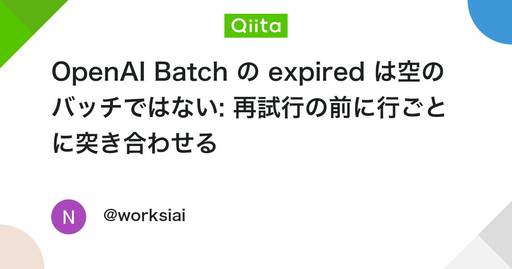 Qiita
OpenAI Batch の expired は空の
バッチではない: 再試行の前に行ごと
に突き合わせる
N
@worksiai